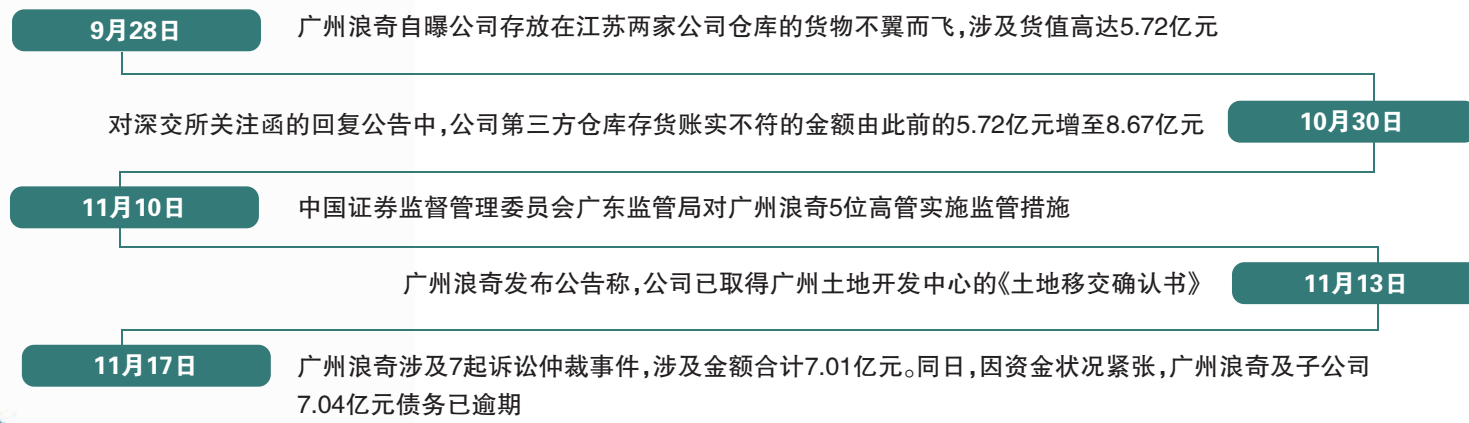 9月28日
广州浪奇自曝公司存放在江苏两家公司仓库的货物不翼而飞,涉及货值高达5.72亿元
对深交所关注函的回复公告中,公司第三方仓库存货账实不符的金额由此前的5.72亿元增至8.67亿元
10月30日
11月10日
中国证券监督管理委员会广东监管局对广州浪奇5位高管实施监管措施
广州浪奇发布公告称,公司已取得广州土地开发中心的《土地移交确认书》
11月13日
11月17日
广州浪奇涉及7起诉讼仲裁事件,涉及金额合计7.01亿元。同日,因资金状况紧张,广州浪奇及子公司
7.04亿元债务已逾期